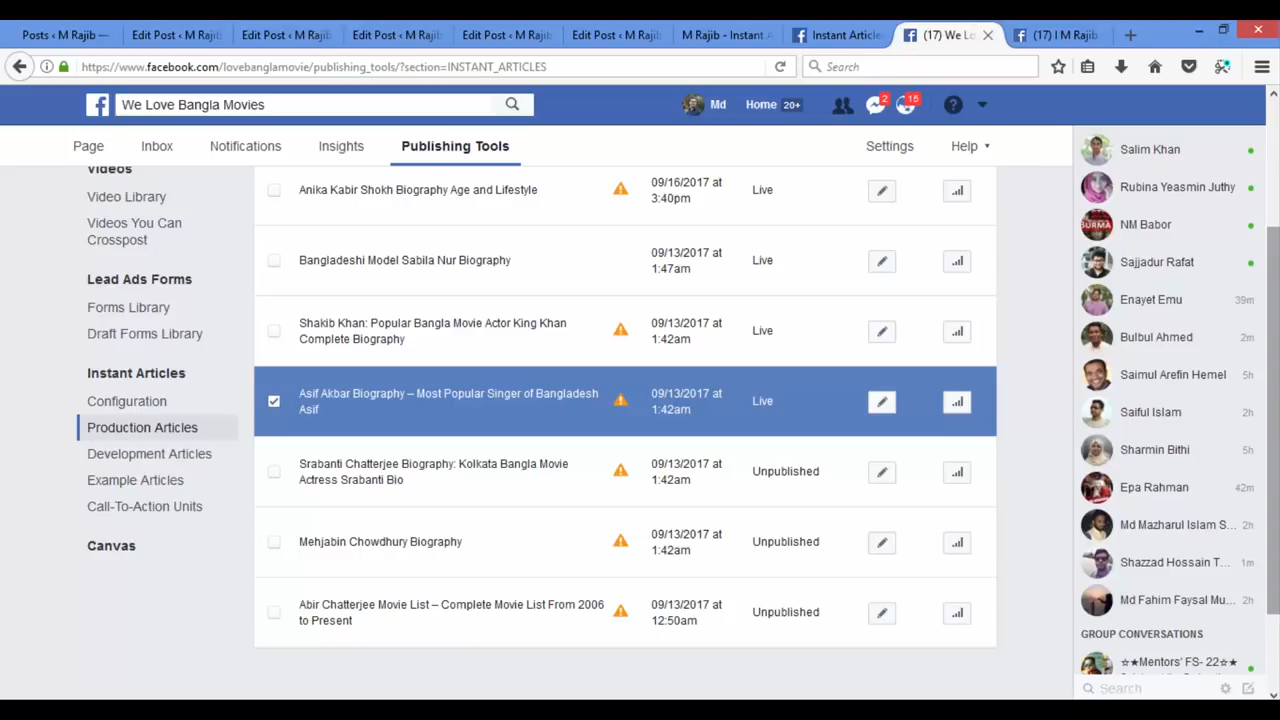 Posts ‹ M Rajib —
Edit Post ‹ M Rajib
Edit Post ‹ M Rajib
Edit Post ‹ M Rajib
Edit Post ‹ M Rajib
Edit Post ‹ M Rajib
M Rajib - Instant A
Instant Article
(17) We Lo
(17) I M Rajib
https://www.facebook.com/lovebanglamovie/publishing_tools/?section=INSTANT_ARTICLES
Search
We Love Bangla Movies
Md
Home 20+
2
15
Page
Inbox
Notifications
Insights
Publishing Tools
Settings
Help
Videos
Video Library
Videos You Can
Crosspost
Lead Ads Forms
Forms Library
Draft Forms Library
Instant Articles
Configuration
Production Articles
Development Articles
Example Articles
Call-To-Action Units
Canvas
Anika Kabir Shokh Biography Age and Lifestyle
09/16/2017 at
3:40pm
Live
Bangladeshi Model Sabila Nur Biography
09/13/2017 at
1:47am
Live
Shakib Khan: Popular Bangla Movie Actor King Khan
Complete Biography
09/13/2017 at
1:42am
Live
Asif Akbar Biography – Most Popular Singer of Bangladesh
Asif
09/13/2017 at
1:42am
Live
Srabanti Chatterjee Biography: Kolkata Bangla Movie
Actress Srabanti Bio
09/13/2017 at
1:42am
Unpublished
Mehjabin Chowdhury Biography
09/13/2017 at
1:42am
Unpublished
Abir Chatterjee Movie List – Complete Movie List From 2006
to Present
09/13/2017 at
12:50am
Unpublished
Salim Khan
Rubina Yeasmin Juthy
NM Babor
Sajjadur Rafat
Enayet Emu 39m
Bulbul Ahmed 2m
Saimul Arefin Hemel 5h
Saiful Islam 2h
Sharmin Bithi 5h
Epa Rahman 42m
Md Mazharul Islam S... 2h
Shazzad Hossain T... 1m
Md Fahim Faysal Mu... 2h
GROUP CONVERSATIONS
☆★Mentors' FS- 22☆★
Search